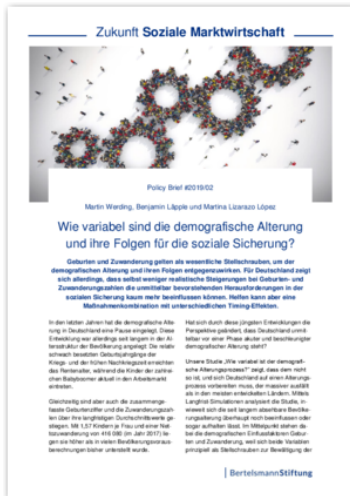 Zukunft Soziale Marktwirtschaft
Policy Brief #2019/02
Martin Werding, Benjamin Läpple und Martina Lizarazo López
Wie variabel sind die demografische Alterung
und ihre Folgen für die soziale Sicherung?
Geburten und Zuwanderung gelten als wesentliche Stellschrauben, um der
demografischen Alterung und ihren Folgen entgegenzuwirken. Für Deutschland zeigt
sich allerdings, dass selbst weniger realistische Steigerungen bei Geburten- und
Zuwanderungszahlen die unmittelbar bevorstehenden Herausforderungen in der
sozialen Sicherung kaum mehr beeinflussen können. Helfen kann aber eine
Maßnahmenkombination mit unterschiedlichen Timing-Effekten.
In den letzten Jahren hat die demografische Alte-
rung in Deutschland eine Pause eingelegt. Diese
Entwicklung war allerdings seit langem in der Al-
tersstruktur der Bevölkerung angelegt: Die relativ
schwach besetzten Geburtsjahrgänge der
Kriegs- und der frühen Nachkriegszeit erreichten
das Rentenalter, während die Kinder der zahlrei-
chen Babyboomer aktuell in den Arbeitsmarkt
eintreten.
Gleichzeitig sind aber auch die zusammenge-
fasste Geburtenziffer und die Zuwanderungszah-
len über ihre langfristigen Durchschnittswerte ge-
stiegen. Mit 1,57 Kindern je Frau und einer Net-
tozuwanderung von 416 080 (im Jahr 2017) lie-
gen sie höher als in vielen Bevölkerungsvoraus-
berechnungen bisher unterstellt wurde.
Hat sich durch diese jüngsten Entwicklungen die
Perspektive geändert, dass Deutschland unmit-
telbar vor einer Phase akuter und beschleunigter
demografischer Alterung steht?
Unsere Studie „Wie variabel ist der demografi-
sche Alterungsprozess?" zeigt, dass dem nicht
so ist, und sich Deutschland auf einen Alterungs-
prozess vorbereiten muss, der massiver ausfällt
als in den meisten entwickelten Ländern. Mittels
Langfrist-Simulationen analysiert die Studie, in-
wieweit sich die seit langem absehbare Bevölke-
rungsalterung überhaupt noch beeinflussen oder
sogar aufhalten lässt. Im Mittelpunkt stehen da-
bei die demografischen Einflussfaktoren Gebur-
ten und Zuwanderung, weil sich beide Variablen
prinzipiell als Stellschrauben zur Bewältigung der
BertelsmannStiftung